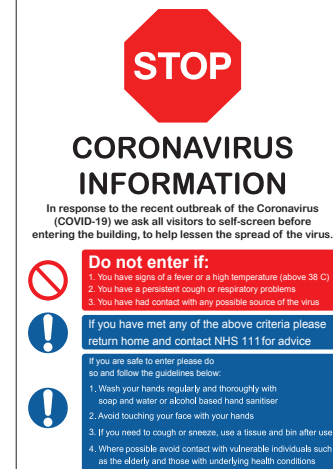 STOP
CORONAVIRUS
INFORMATION
In response to the recent outbreak of the Coronavirus
(COVID-19) we ask all visitors to self-screen before
entering the building, to help lessen the spread of the virus.
Do not enter if:
1. You have signs of a fever or a high temperature (above 38 C)
2. You have a persistent cough or respiratory problems
3. You have had contact with any possible source of the virus
If you have met any of the above criteria please
return home and contact NHS 111 for advice
If you are safe to enter please do
so and follow the guidelines below:
1. Wash your hands regularly and thoroughly with
soap and water or alcohol based hand sanitiser
2. Avoid touching your face with your hands
3. If you need to cough or sneeze, use a tissue and bin after use
4. Where possible avoid contact with vulnerable individuals such
as the elderly and those with underlying health conditions